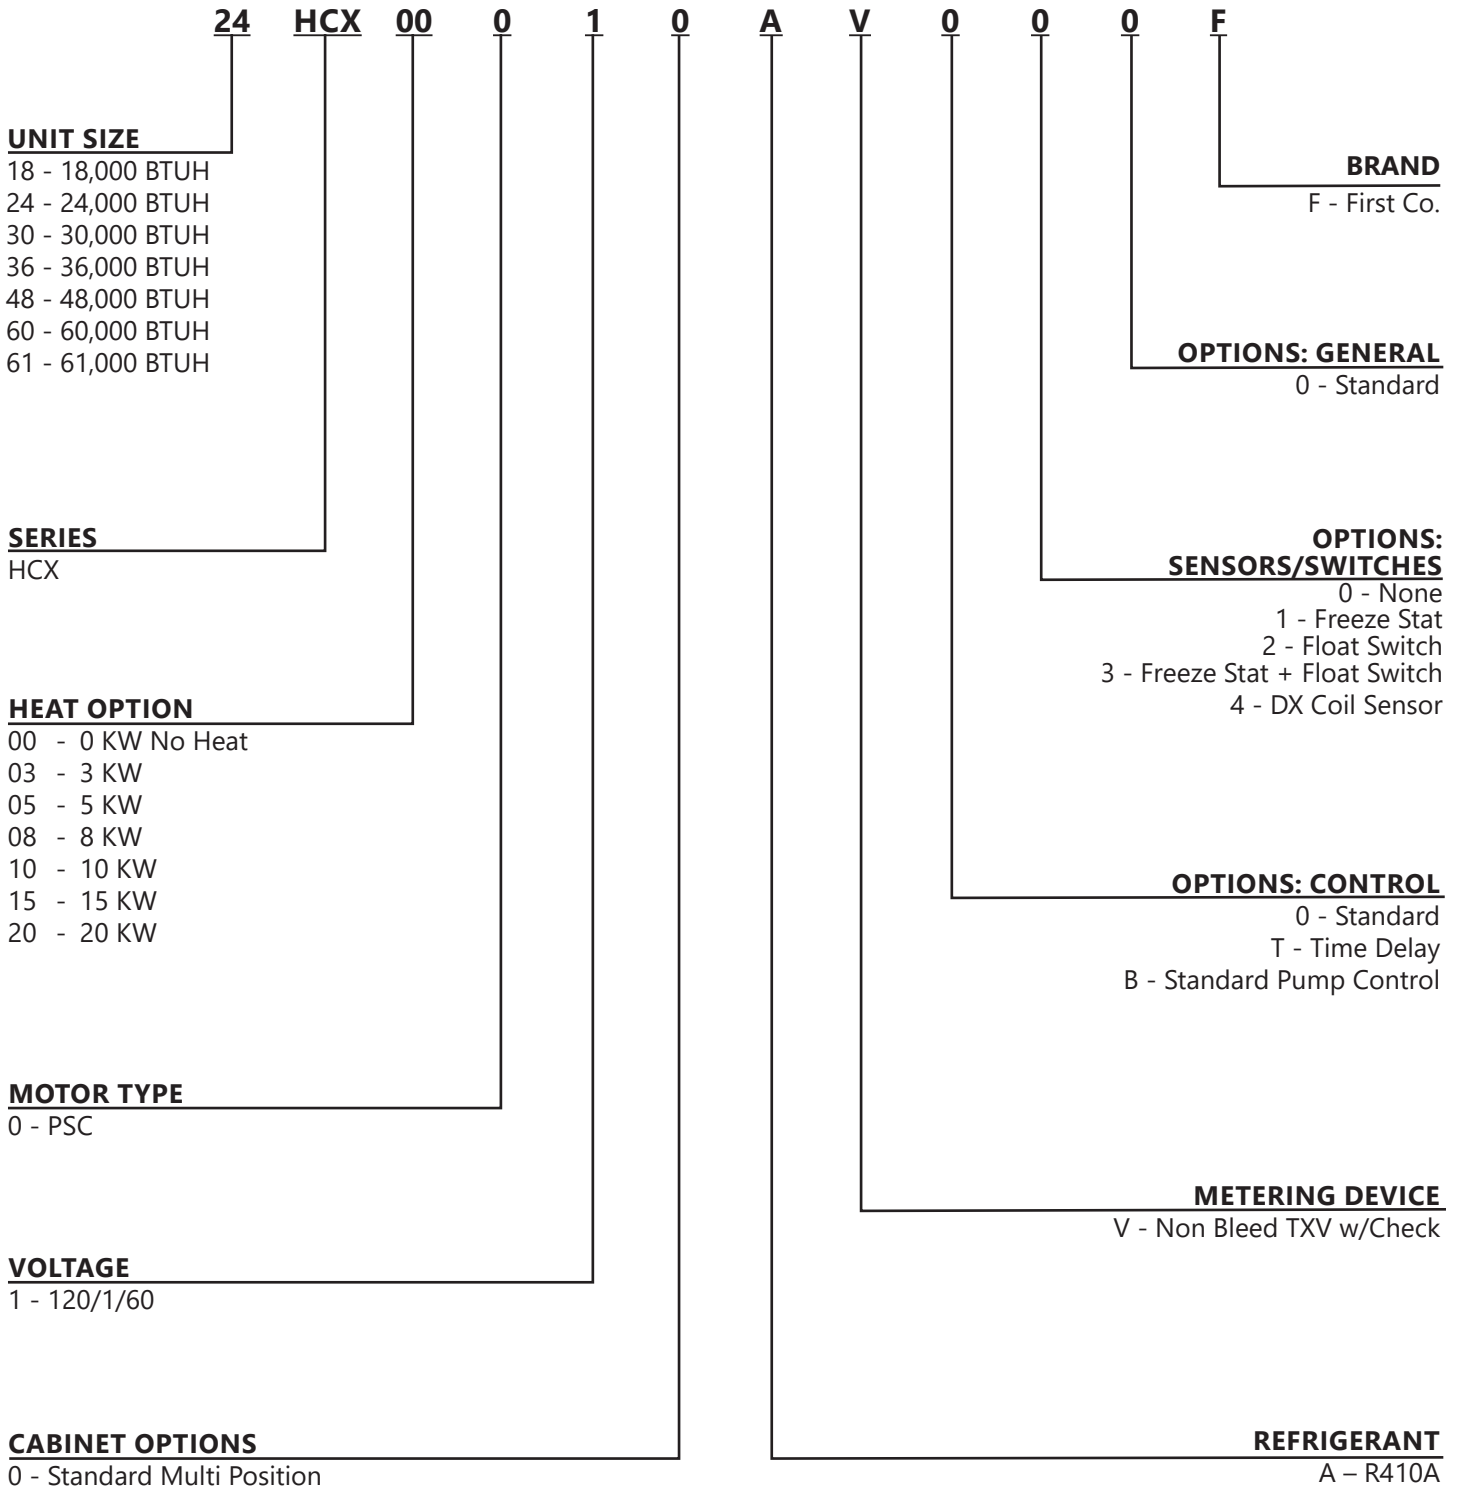 24 HCX 00 0 1 0 A V 0 0 0 F
UNIT SIZE
18 - 18,000 BTUH
24 - 24,000 BTUH
30 - 30,000 BTUH
36 - 36,000 BTUH
48 - 48,000 BTUH
60 - 60,000 BTUH
61 - 61,000 BTUH
SERIES
HCX
HEAT OPTION
00 - 0 KW No Heat
03 - 3 KW
05 - 5 KW
08 - 8 KW
10 - 10 KW
15 - 15 KW
20 - 20 KW
MOTOR TYPE
0 - PSC
VOLTAGE
1 - 120/1/60
CABINET OPTIONS
0 - Standard Multi Position
BRAND
F - First Co.
OPTIONS: GENERAL
0 - Standard
OPTIONS:
SENSORS/SWITCHES
0 - None
1 - Freeze Stat
2 - Float Switch
3 - Freeze Stat + Float Switch
4 - DX Coil Sensor
OPTIONS: CONTROL
0 - Standard
T - Time Delay
B - Standard Pump Control
METERING DEVICE
V - Non Bleed TXV w/Check
REFRIGERANT
A – R410A